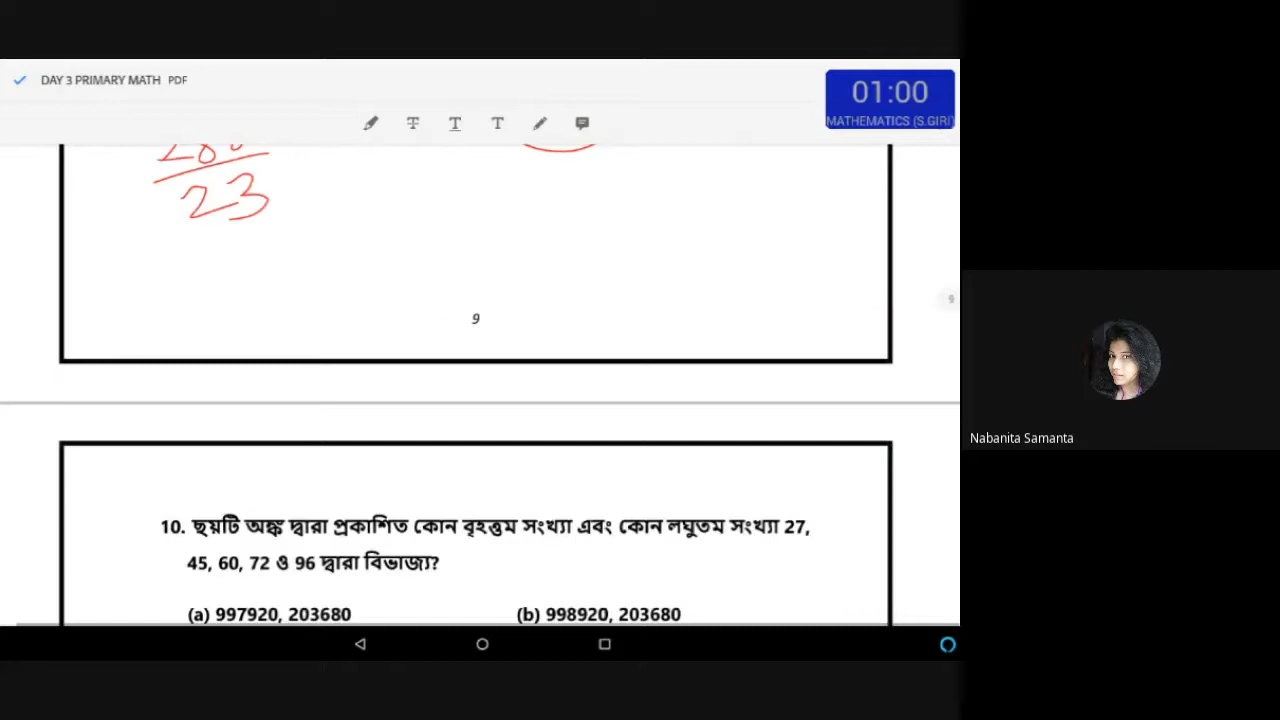 DAY 3 PRIMARY MATH PDF
01:00
MATHEMATICS (S.GIRI)
23
9
9
10. ছয়টি অঙ্ক দ্বারা প্রকাশিত কোন বৃহত্তম সংখ্যা এবং কোন লঘুতম সংখ্যা 27,
45, 60, 72 ও 96 দ্বারা বিভাজ্য?
(a) 997920, 203680
(b) 998920, 203680
Nabanita Samanta